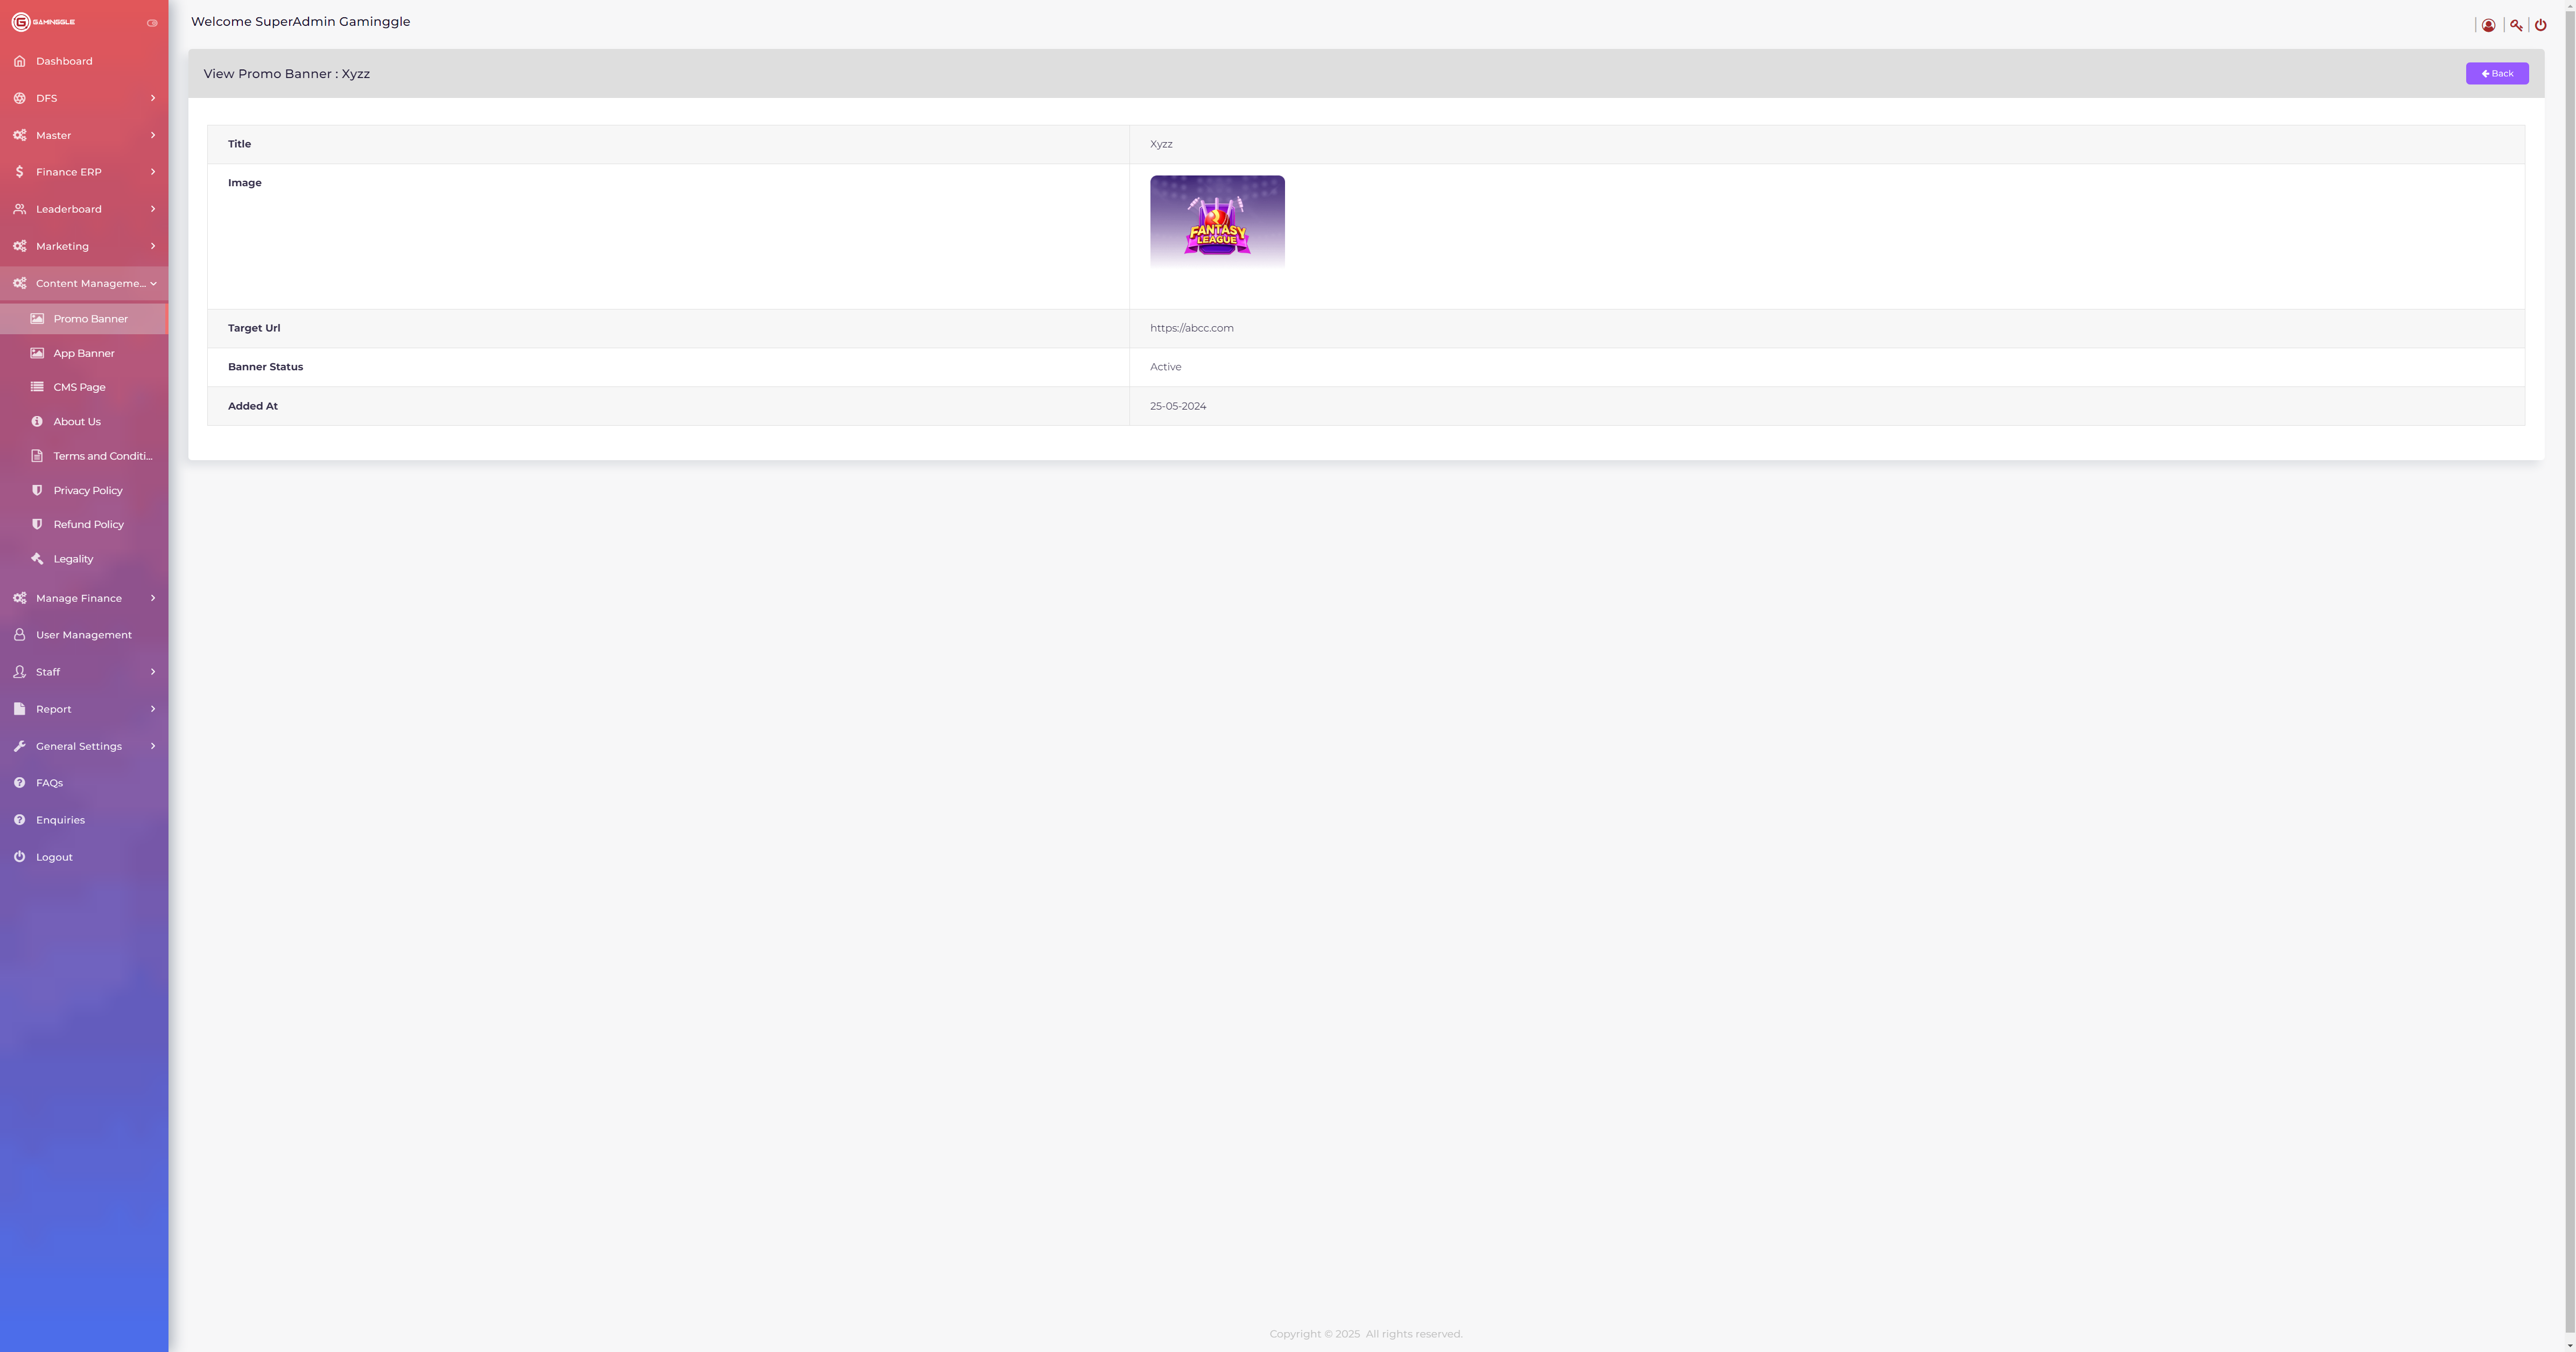 GAMINGGLE
Welcome SuperAdmin Gaminggle
Dashboard
DFS
Master
Finance ERP
Leaderboard
Marketing
Content Manageme...
Promo Banner
App Banner
CMS Page
About Us
Terms and Conditi...
Privacy Policy
Refund Policy
Legality
Manage Finance
User Management
Staff
Report
General Settings
FAQs
Enquiries
Logout
View Promo Banner : Xyzz
Back
Title Xyzz
Image
FANTASY
LEAGUE
Target Url https://abcc.com
Banner Status Active
Added At 25-05-2024
Copyright © 2025 All rights reserved.